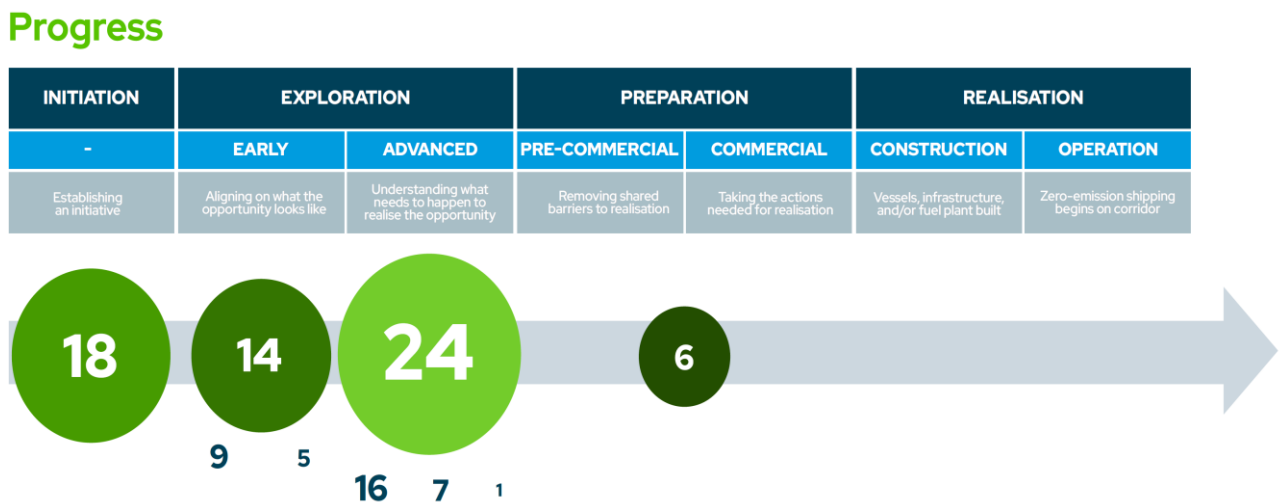 Progress
INITIATION
EXPLORATION
PREPARATION
REALISATION
-
EARLY
ADVANCED
PRE-COMMERCIAL
COMMERCIAL
CONSTRUCTION
OPERATION
Establishing
an initiative
Aligning on what the
opportunity looks like
Understanding what
needs to happen to
realise the opportunity
Removing shared
barriers to realisation
Taking the actions
needed for realisation
Vessels, infrastructure,
and/or fuel plant built
Zero-emission shipping
begins on corridor
18
14
24
6
9
5
16
7
1